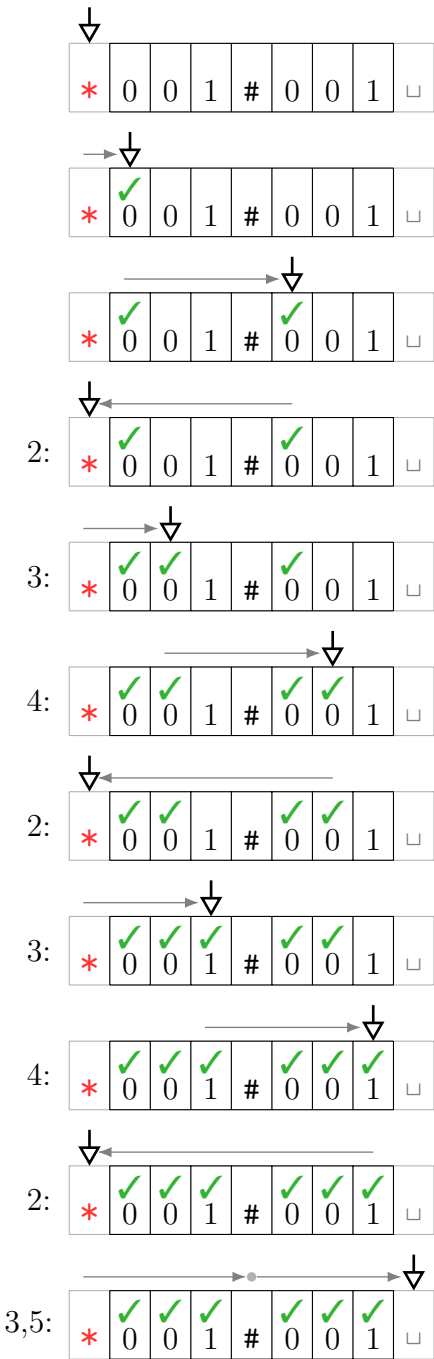 * 0 0 1 # 0 0 1 ␣
* ✓0 0 1 # 0 0 1 ␣
* ✓0 0 1 # ✓0 0 1 ␣
2: * ✓0 0 1 # ✓0 0 1 ␣
3: * ✓0 ✓0 1 # ✓0 0 1 ␣
4: * ✓0 ✓0 1 # ✓0 ✓0 1 ␣
2: * ✓0 ✓0 1 # ✓0 ✓0 1 ␣
3: * ✓0 ✓0 ✓1 # ✓0 ✓0 1 ␣
4: * ✓0 ✓0 ✓1 # ✓0 ✓0 ✓1 ␣
2: * ✓0 ✓0 ✓1 # ✓0 ✓0 ✓1 ␣
3,5: * ✓0 ✓0 ✓1 # ✓0 ✓0 ✓1 ␣